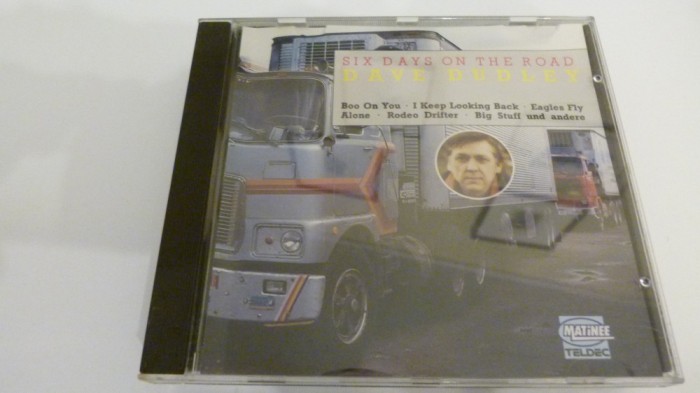 SIX DAYS ON THE ROAD
DAVE DUDLEY
Boo On You · I Keep Looking Back · Eagles Fly
Alone · Rodeo Drifter · Big Stuff und andere
MATiNEE
TELDEC